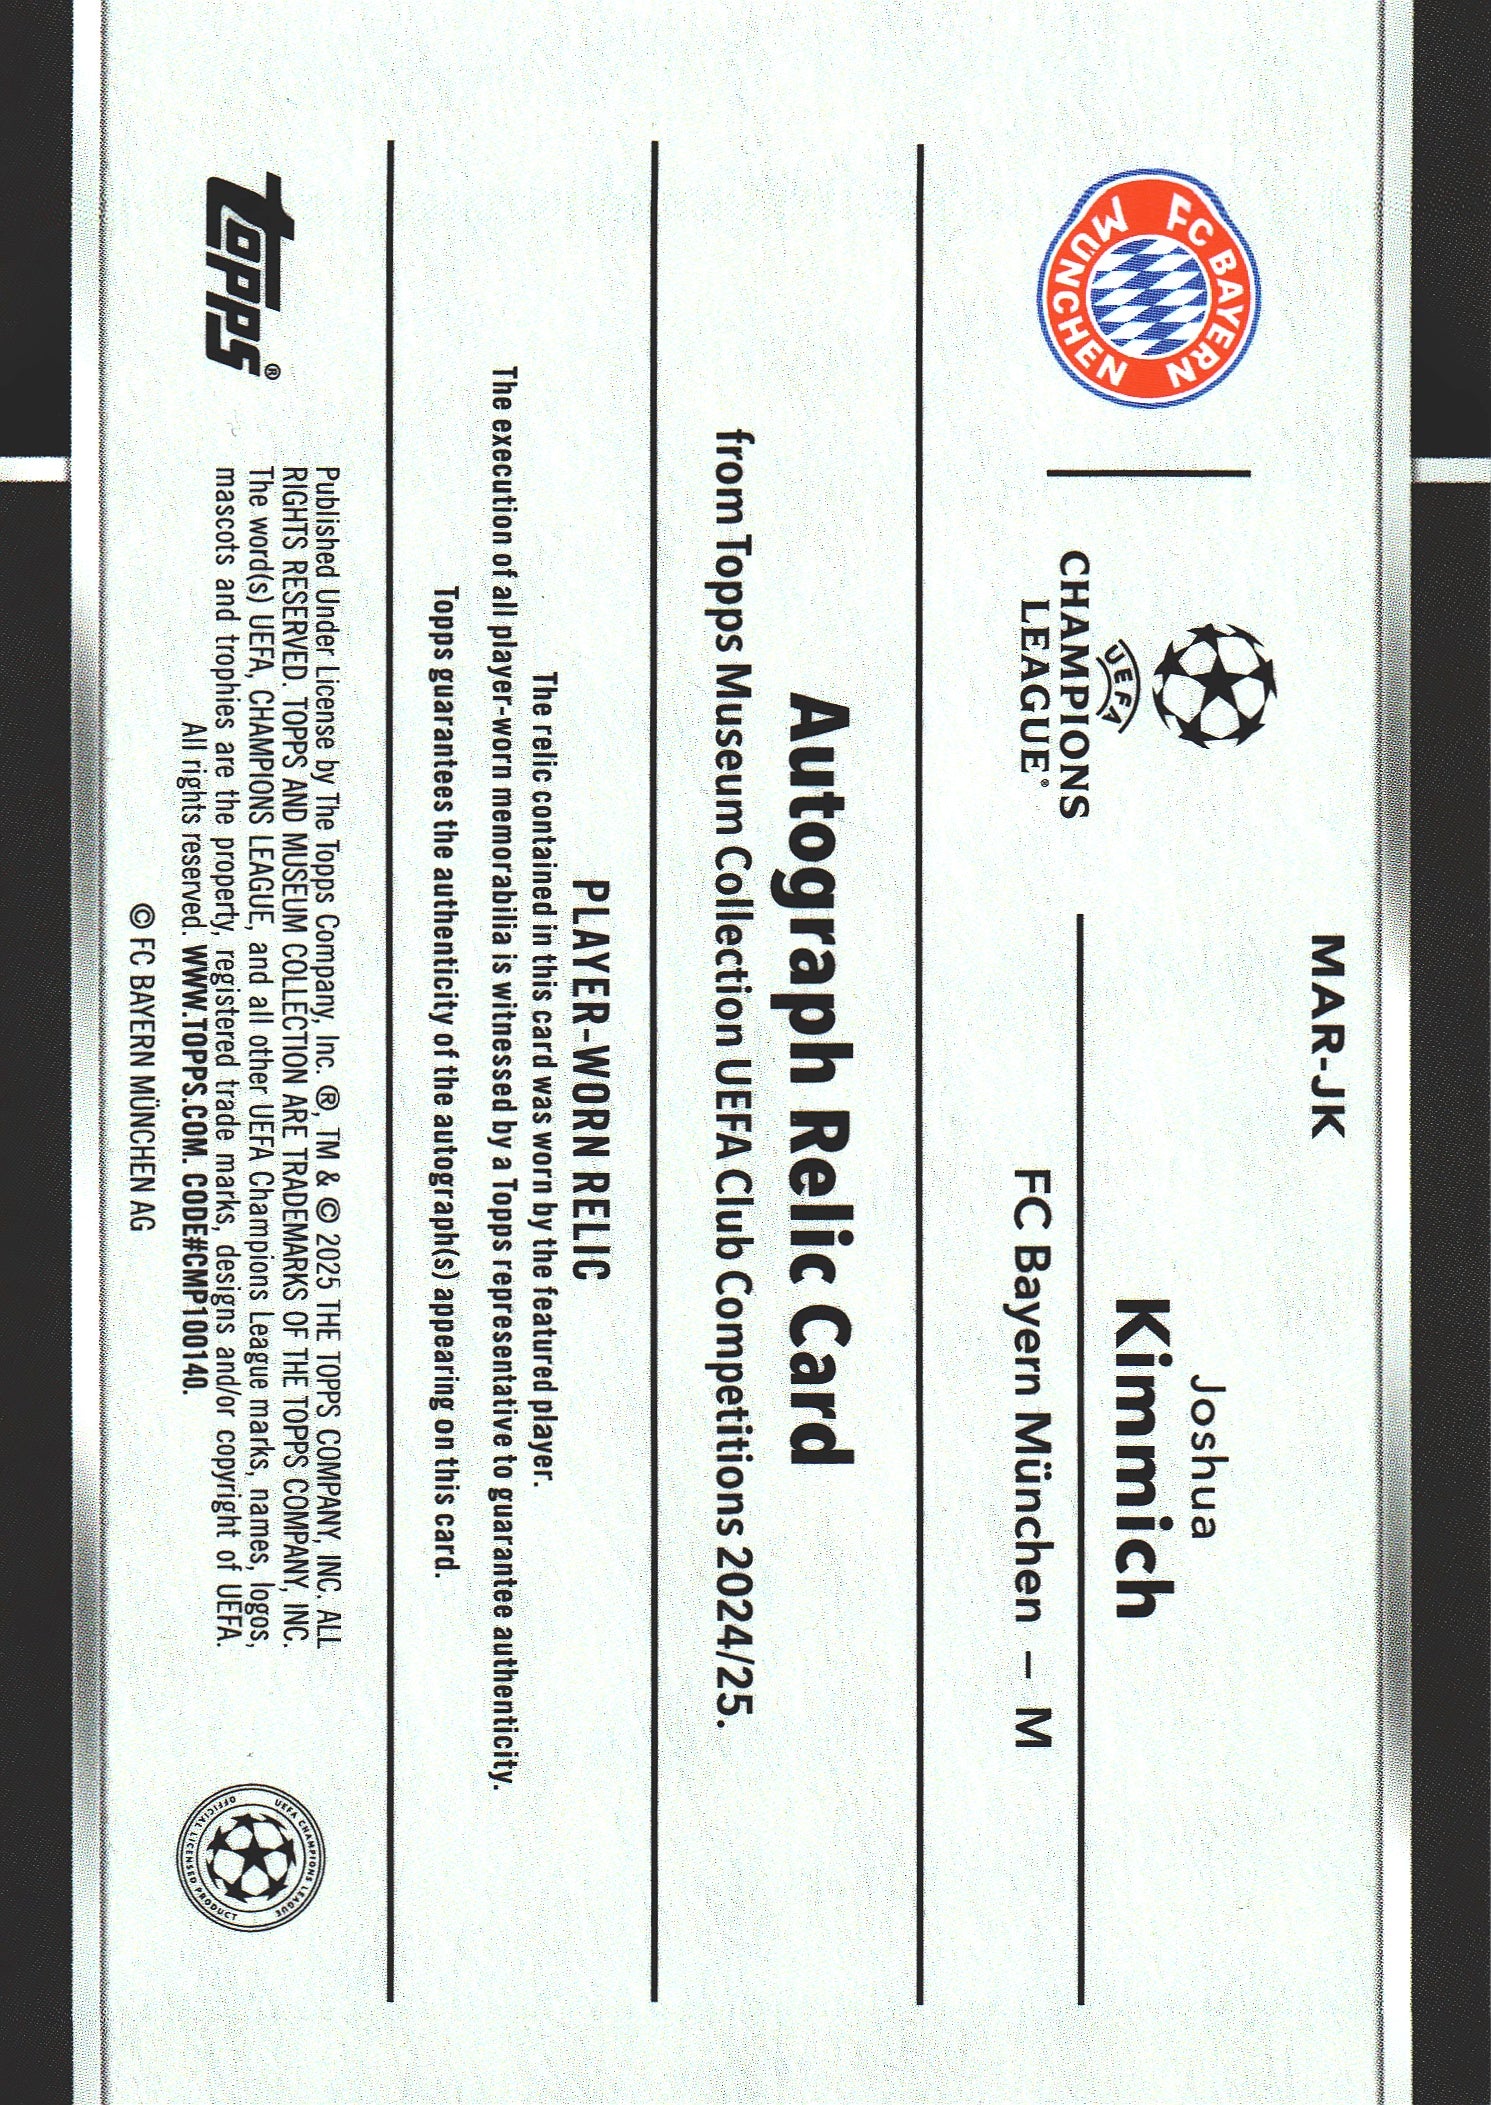 MAR-JK
FC BAYERN
MÜNCHEN
UEFA
CHAMPIONS
LEAGUE®
Joshua
Kimmich
FC Bayern München – M
Autograph Relic Card
from Topps Museum Collection UEFA Club Competitions 2024/25.
PLAYER-WORN RELIC
The relic contained in this card was worn by the featured player.
The execution of all player-worn memorabilia is witnessed by a Topps representative to guarantee authenticity.
Topps guarantees the authenticity of the autograph(s) appearing on this card.
topps®
Published Under License by The Topps Company, Inc. ®, TM & © 2025 THE TOPPS COMPANY, INC. ALL
RIGHTS RESERVED. TOPPS AND MUSEUM COLLECTION ARE TRADEMARKS OF THE TOPPS COMPANY, INC.
The word(s) UEFA, CHAMPIONS LEAGUE, and all other UEFA Champions League marks, names, logos,
mascots and trophies are the property, registered trade marks, designs and/or copyright of UEFA.
All rights reserved. WWW.TOPPS.COM. CODE#CMP100140.
© FC BAYERN MÜNCHEN AG
UEFA CHAMPIONS LEAGUE
OFFICIAL LICENSED PRODUCT